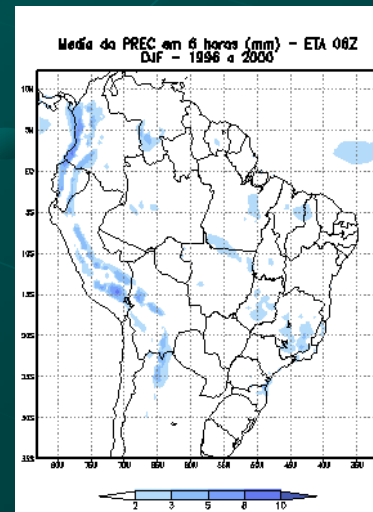 Media da PREC em 6 horas (mm) - ETA 06Z
DJF - 1996 a 2000
10N
5N
EQ
5S
10S
15S
20S
25S
30S
35S
80W 75W 70W 65W 60W 55W 50W 45W 40W 35W
2 3 5 8 10